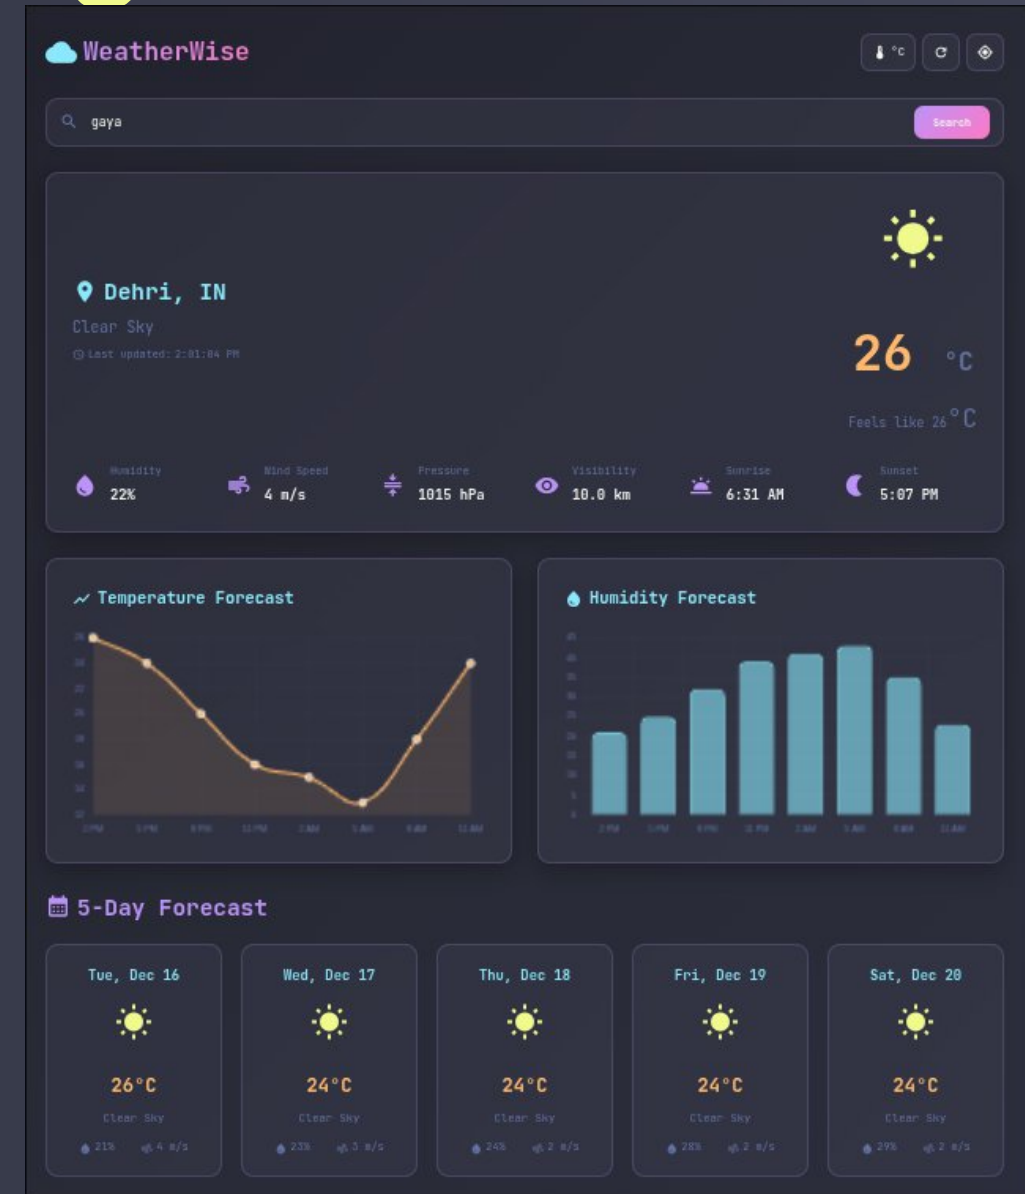 WeatherWise
°C
gaya
Search
Dehri, IN
Clear Sky
Last updated: 2:01:04 PM
26 °C
Feels like 26°C
Humidity
22%
Wind Speed
4 m/s
Pressure
1015 hPa
Visibility
10.0 km
Sunrise
6:31 AM
Sunset
5:07 PM
Temperature Forecast
Humidity Forecast
5-Day Forecast
Tue, Dec 16
26°C
Clear Sky
21% 4 m/s
Wed, Dec 17
24°C
Clear Sky
23% 3 m/s
Thu, Dec 18
24°C
Clear Sky
24% 2 m/s
Fri, Dec 19
24°C
Clear Sky
28% 2 m/s
Sat, Dec 20
24°C
Clear Sky
29% 2 m/s